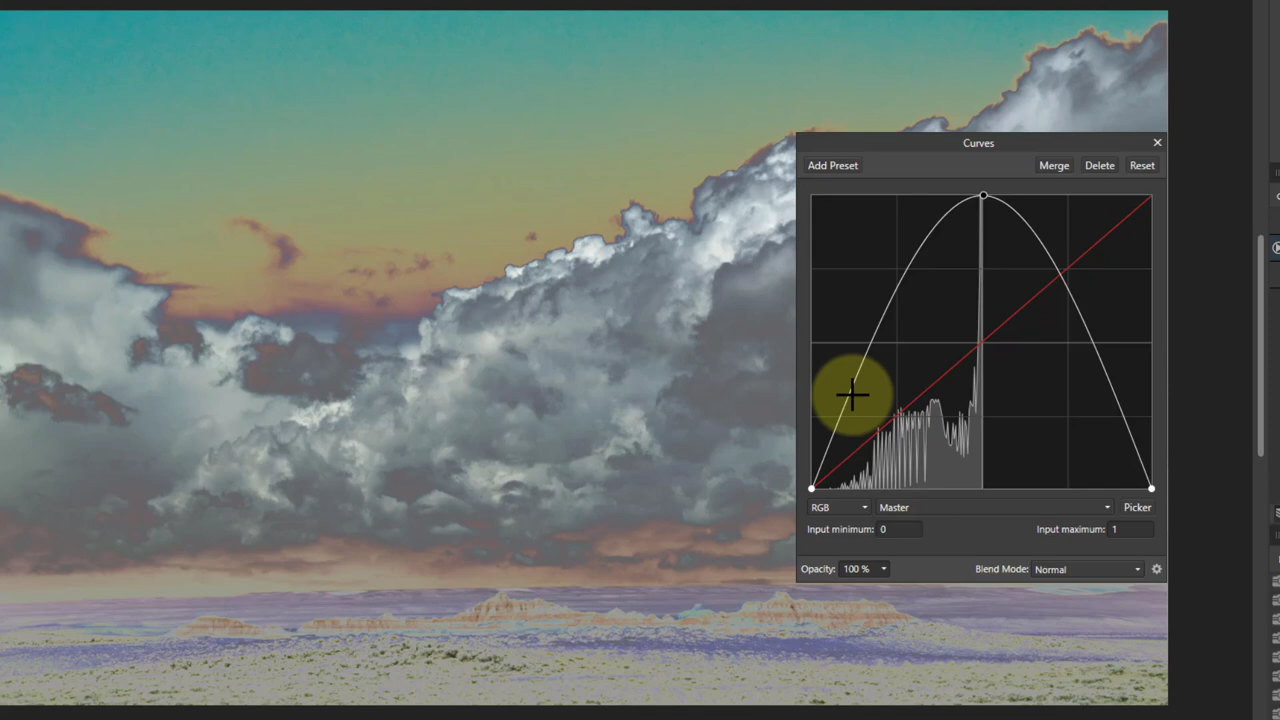 Curves
Add Preset Merge Delete Reset
RGB Master Picker
Input minimum: 0 Input maximum: 1
Opacity: 100 % Blend Mode: Normal